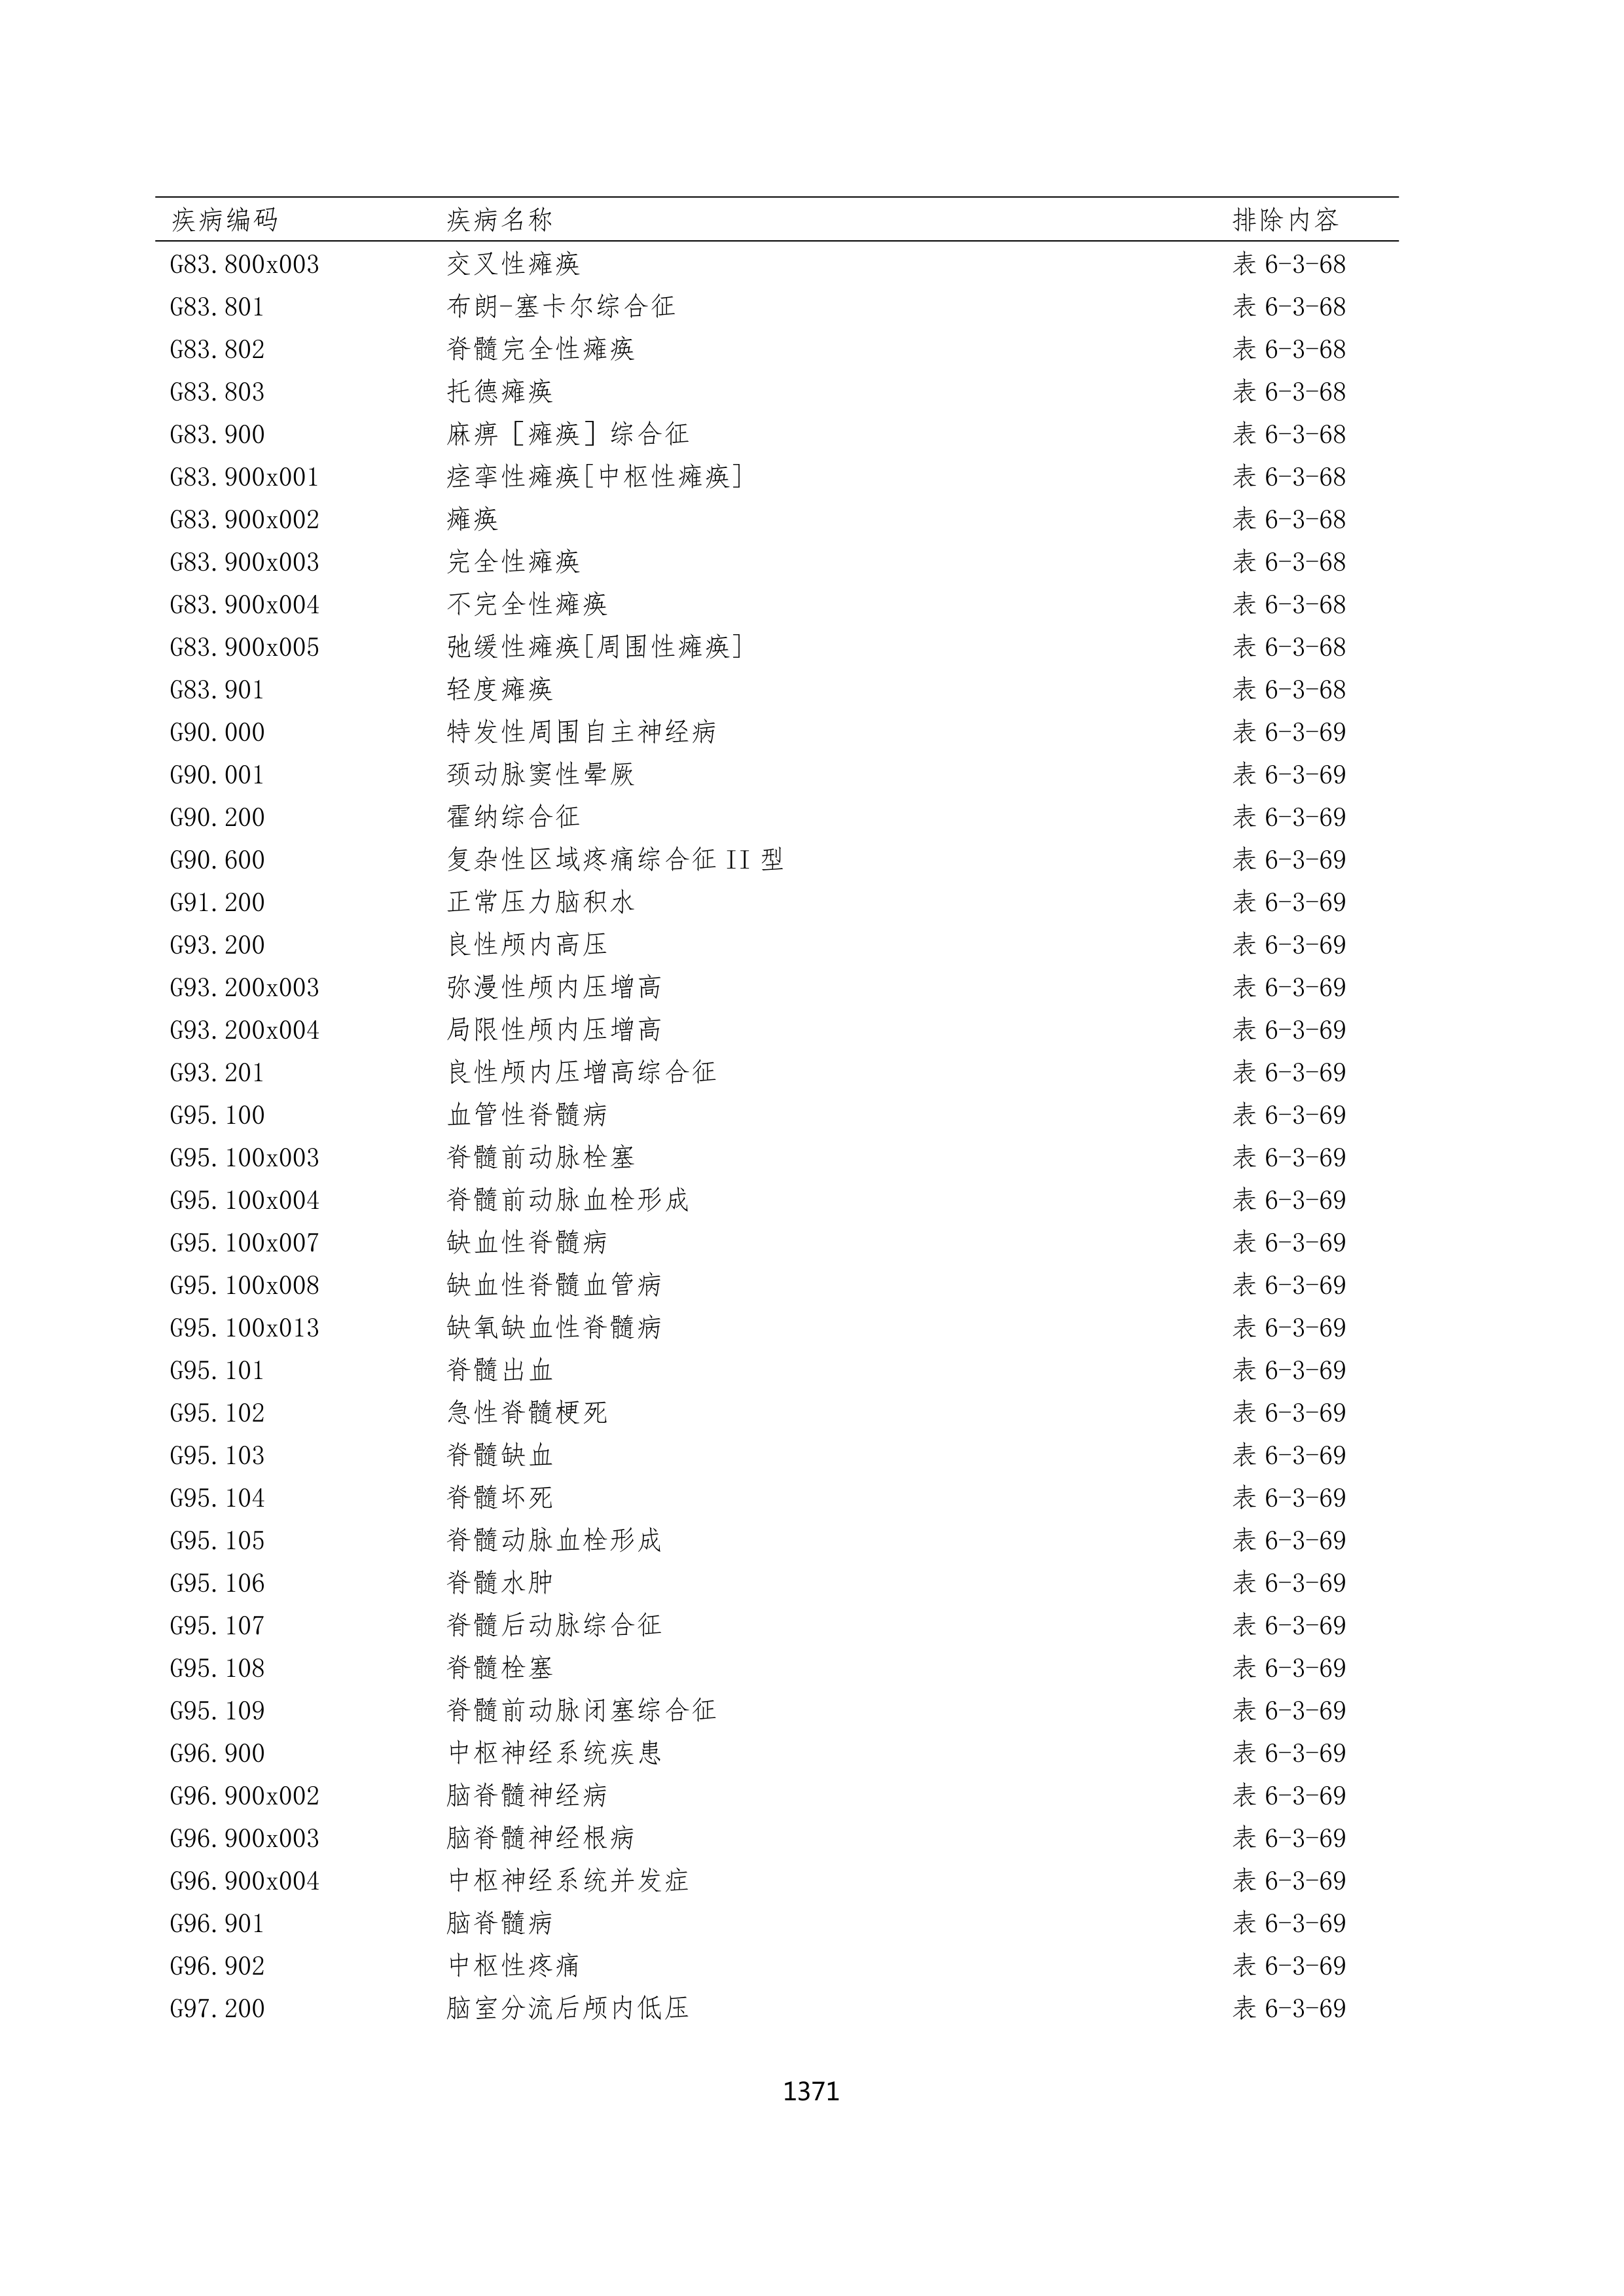 疾病编码 疾病名称 排除内容
G83.800x003 交叉性瘫痪 表 6-3-68
G83.801 布朗-塞卡尔综合征 表 6-3-68
G83.802 脊髓完全性瘫痪 表 6-3-68
G83.803 托德瘫痪 表 6-3-68
G83.900 麻痹［瘫痪］综合征 表 6-3-68
G83.900x001 痉挛性瘫痪[中枢性瘫痪] 表 6-3-68
G83.900x002 瘫痪 表 6-3-68
G83.900x003 完全性瘫痪 表 6-3-68
G83.900x004 不完全性瘫痪 表 6-3-68
G83.900x005 弛缓性瘫痪[周围性瘫痪] 表 6-3-68
G83.901 轻度瘫痪 表 6-3-68
G90.000 特发性周围自主神经病 表 6-3-69
G90.001 颈动脉窦性晕厥 表 6-3-69
G90.200 霍纳综合征 表 6-3-69
G90.600 复杂性区域疼痛综合征 II 型 表 6-3-69
G91.200 正常压力脑积水 表 6-3-69
G93.200 良性颅内高压 表 6-3-69
G93.200x003 弥漫性颅内压增高 表 6-3-69
G93.200x004 局限性颅内压增高 表 6-3-69
G93.201 良性颅内压增高综合征 表 6-3-69
G95.100 血管性脊髓病 表 6-3-69
G95.100x003 脊髓前动脉栓塞 表 6-3-69
G95.100x004 脊髓前动脉血栓形成 表 6-3-69
G95.100x007 缺血性脊髓病 表 6-3-69
G95.100x008 缺血性脊髓血管病 表 6-3-69
G95.100x013 缺氧缺血性脊髓病 表 6-3-69
G95.101 脊髓出血 表 6-3-69
G95.102 急性脊髓梗死 表 6-3-69
G95.103 脊髓缺血 表 6-3-69
G95.104 脊髓坏死 表 6-3-69
G95.105 脊髓动脉血栓形成 表 6-3-69
G95.106 脊髓水肿 表 6-3-69
G95.107 脊髓后动脉综合征 表 6-3-69
G95.108 脊髓栓塞 表 6-3-69
G95.109 脊髓前动脉闭塞综合征 表 6-3-69
G96.900 中枢神经系统疾患 表 6-3-69
G96.900x002 脑脊髓神经病 表 6-3-69
G96.900x003 脑脊髓神经根病 表 6-3-69
G96.900x004 中枢神经系统并发症 表 6-3-69
G96.901 脑脊髓病 表 6-3-69
G96.902 中枢性疼痛 表 6-3-69
G97.200 脑室分流后颅内低压 表 6-3-69
1371